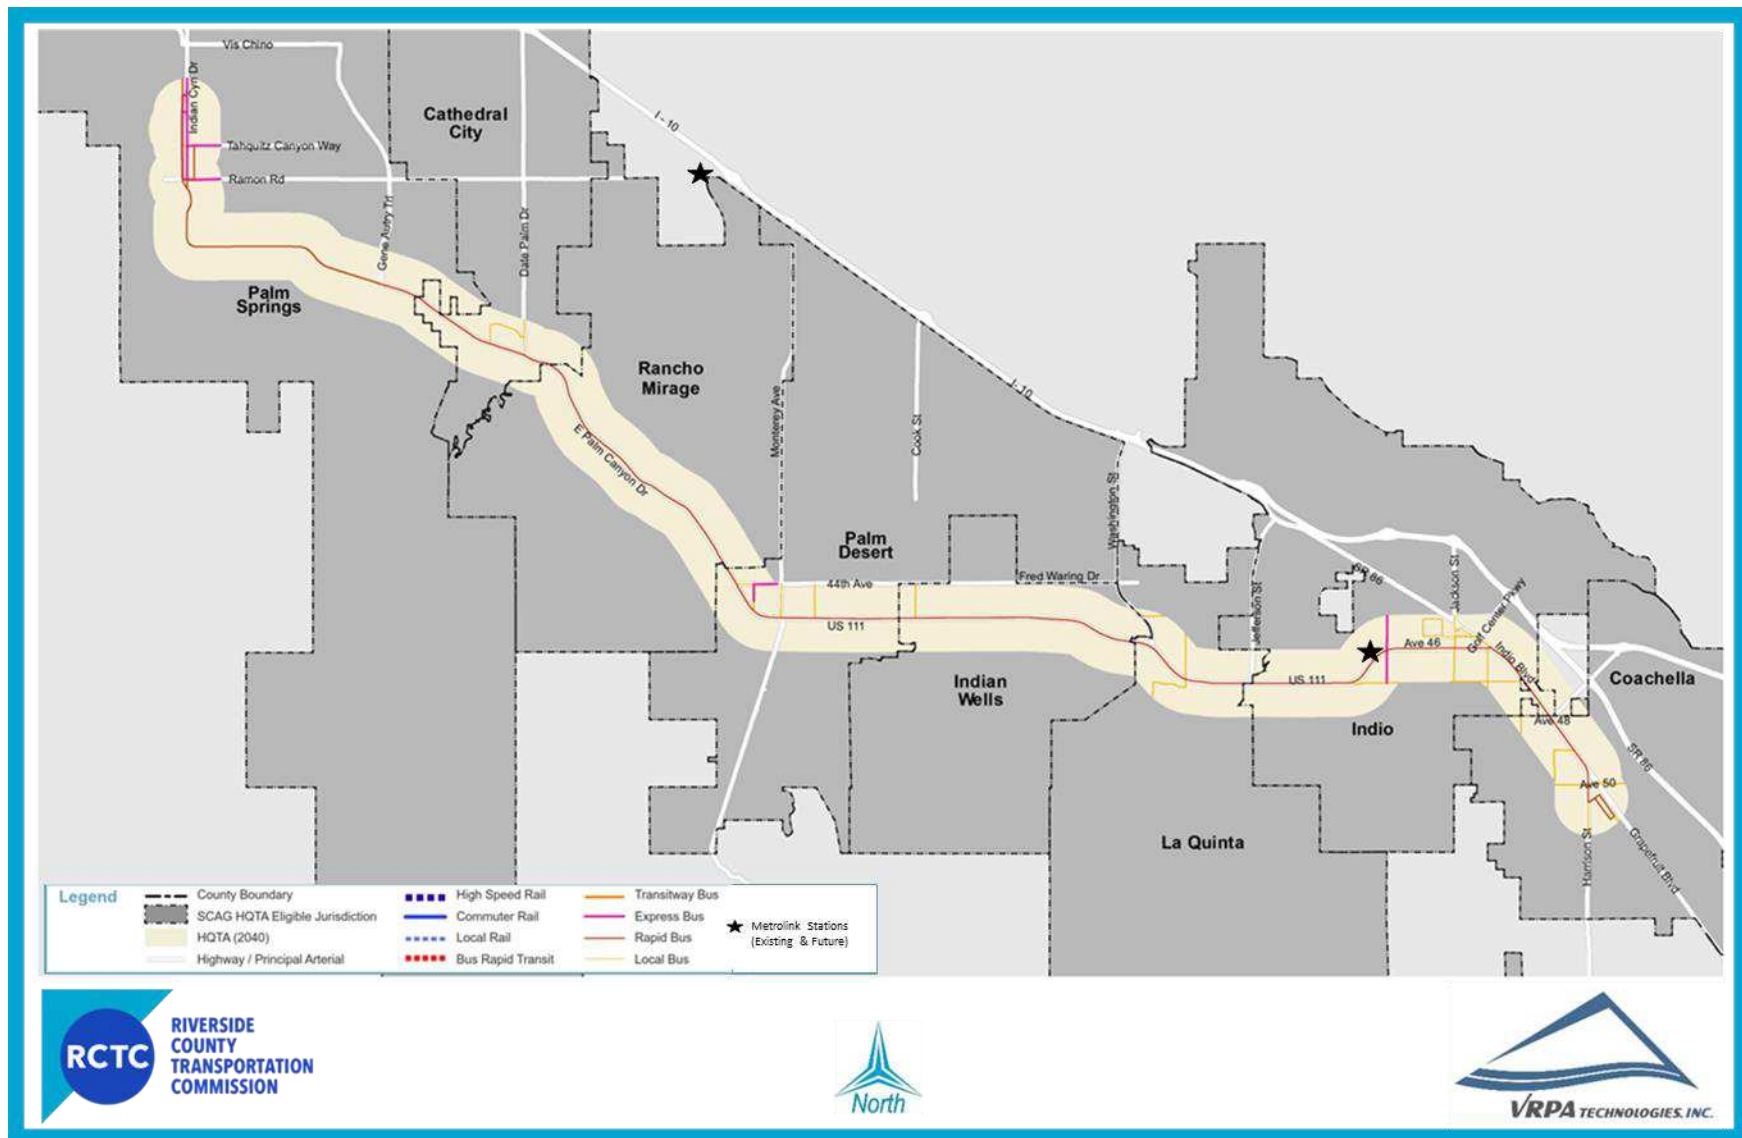 Vis Chino
Indian Cyn Dr
Cathedral
City
I - 10
Tahquitz Canyon Way
Ramon Rd
Gene Autry Trl
Date Palm Dr
Palm
Springs
Rancho
Mirage
I - 10
Monterey Ave
Cook St
E Palm Canyon Dr
Washington St
Palm
Desert
44th Ave
Fred Waring Dr
SR 86
Jackson St
Golf Center Pkwy
Jefferson St
US 111
Ave 46
Indio Blvd
Indian
Wells
US 111
Coachella
Indio
Ave 48
SR 86
Ave 50
La Quinta
Harrison St
Grapefruit Blvd
Legend
County Boundary
SCAG HQTA Eligible Jurisdiction
HQTA (2040)
Highway / Principal Arterial
High Speed Rail
Commuter Rail
Local Rail
Bus Rapid Transit
Transitway Bus
Express Bus
Rapid Bus
Local Bus
Metrolink Stations
(Existing & Future)
RCTC
RIVERSIDE
COUNTY
TRANSPORTATION
COMMISSION
North
VRPA TECHNOLOGIES, INC.